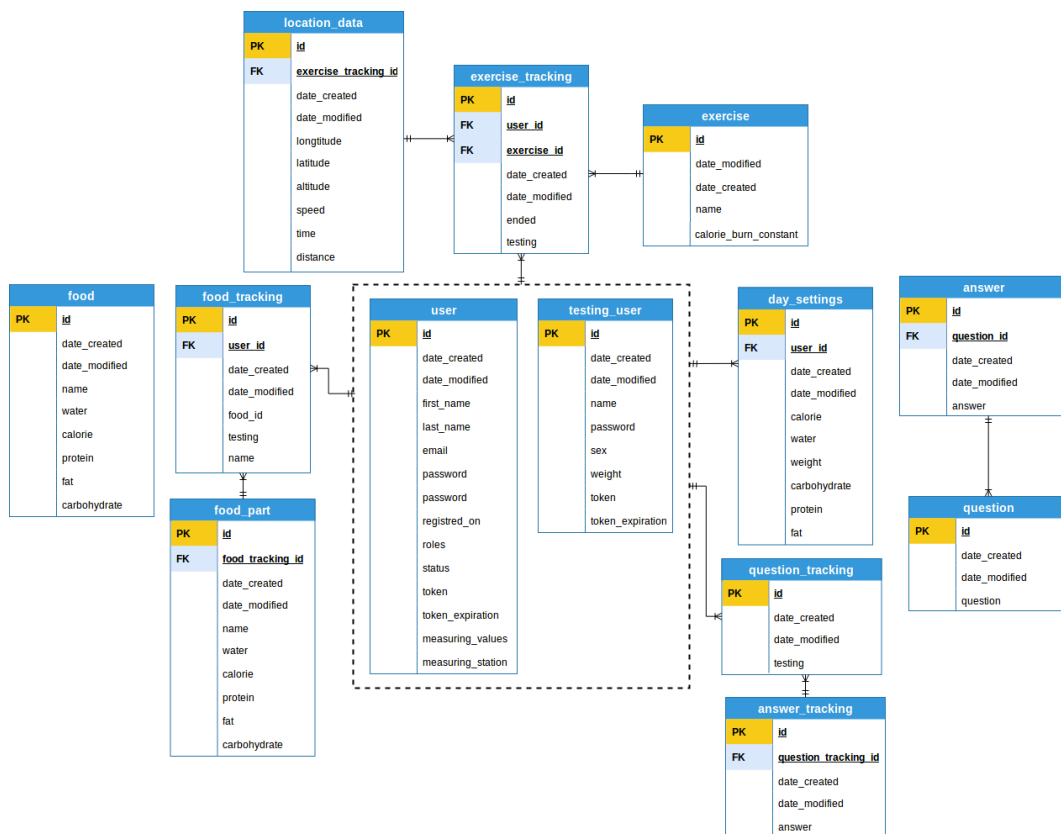 location_data
PK id
FK exercise_tracking_id
date_created
date_modified
longtitude
latitude
altitude
speed
time
distance
exercise_tracking
PK id
FK user_id
FK exercise_id
date_created
date_modified
ended
testing
exercise
PK id
date_modified
date_created
name
calorie_burn_constant
food
PK id
date_created
date_modified
name
water
calorie
protein
fat
carbohydrate
food_tracking
PK id
FK user_id
date_created
date_modified
food_id
testing
name
food_part
PK id
FK food_tracking_id
date_created
date_modified
name
water
calorie
protein
fat
carbohydrate
user
PK id
date_created
date_modified
first_name
last_name
email
password
password
registred_on
roles
status
token
token_expiration
measuring_values
measuring_station
testing_user
PK id
date_created
date_modified
name
password
sex
weight
token
token_expiration
day_settings
PK id
FK user_id
date_created
date_modified
calorie
water
weight
carbohydrate
protein
fat
question_tracking
PK id
date_created
date_modified
testing
answer_tracking
PK id
FK question_tracking_id
date_created
date_modified
answer
answer
PK id
FK question_id
date_created
date_modified
answer
question
PK id
date_created
date_modified
question